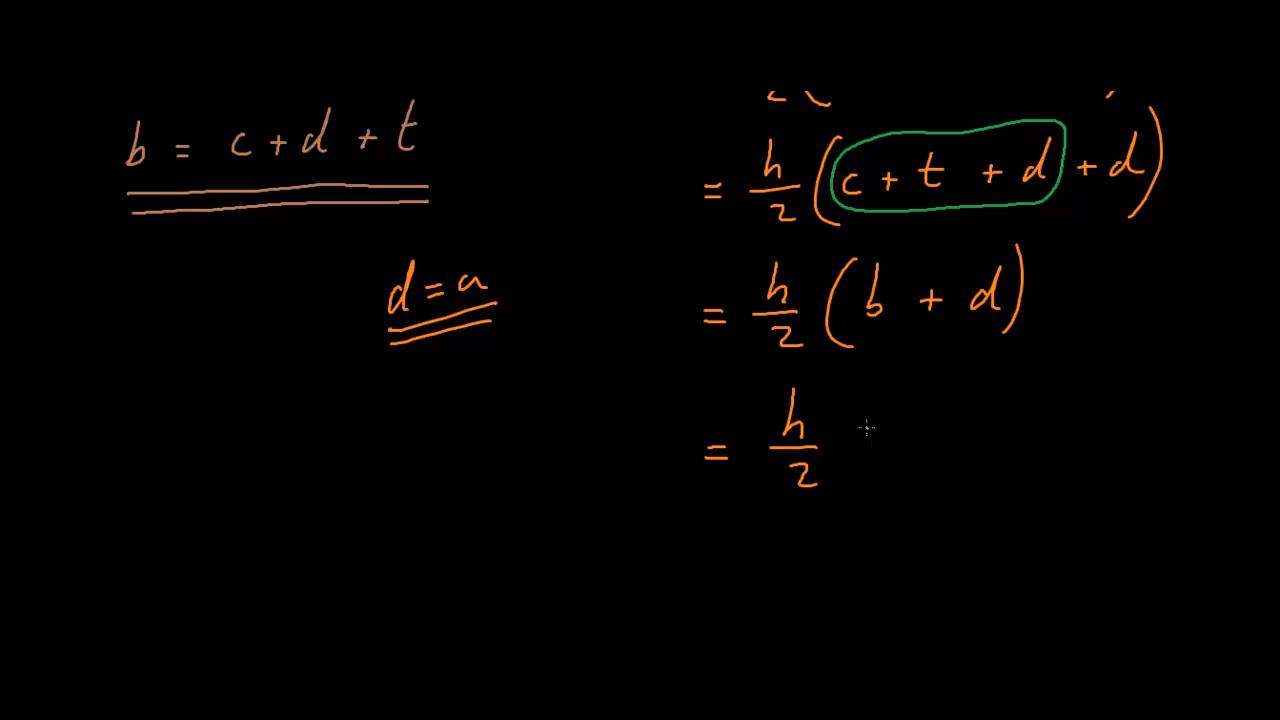 b = c + d + t
d = a
= h/2 (c + t + d + d)
= h/2 (b + d)
= h/2